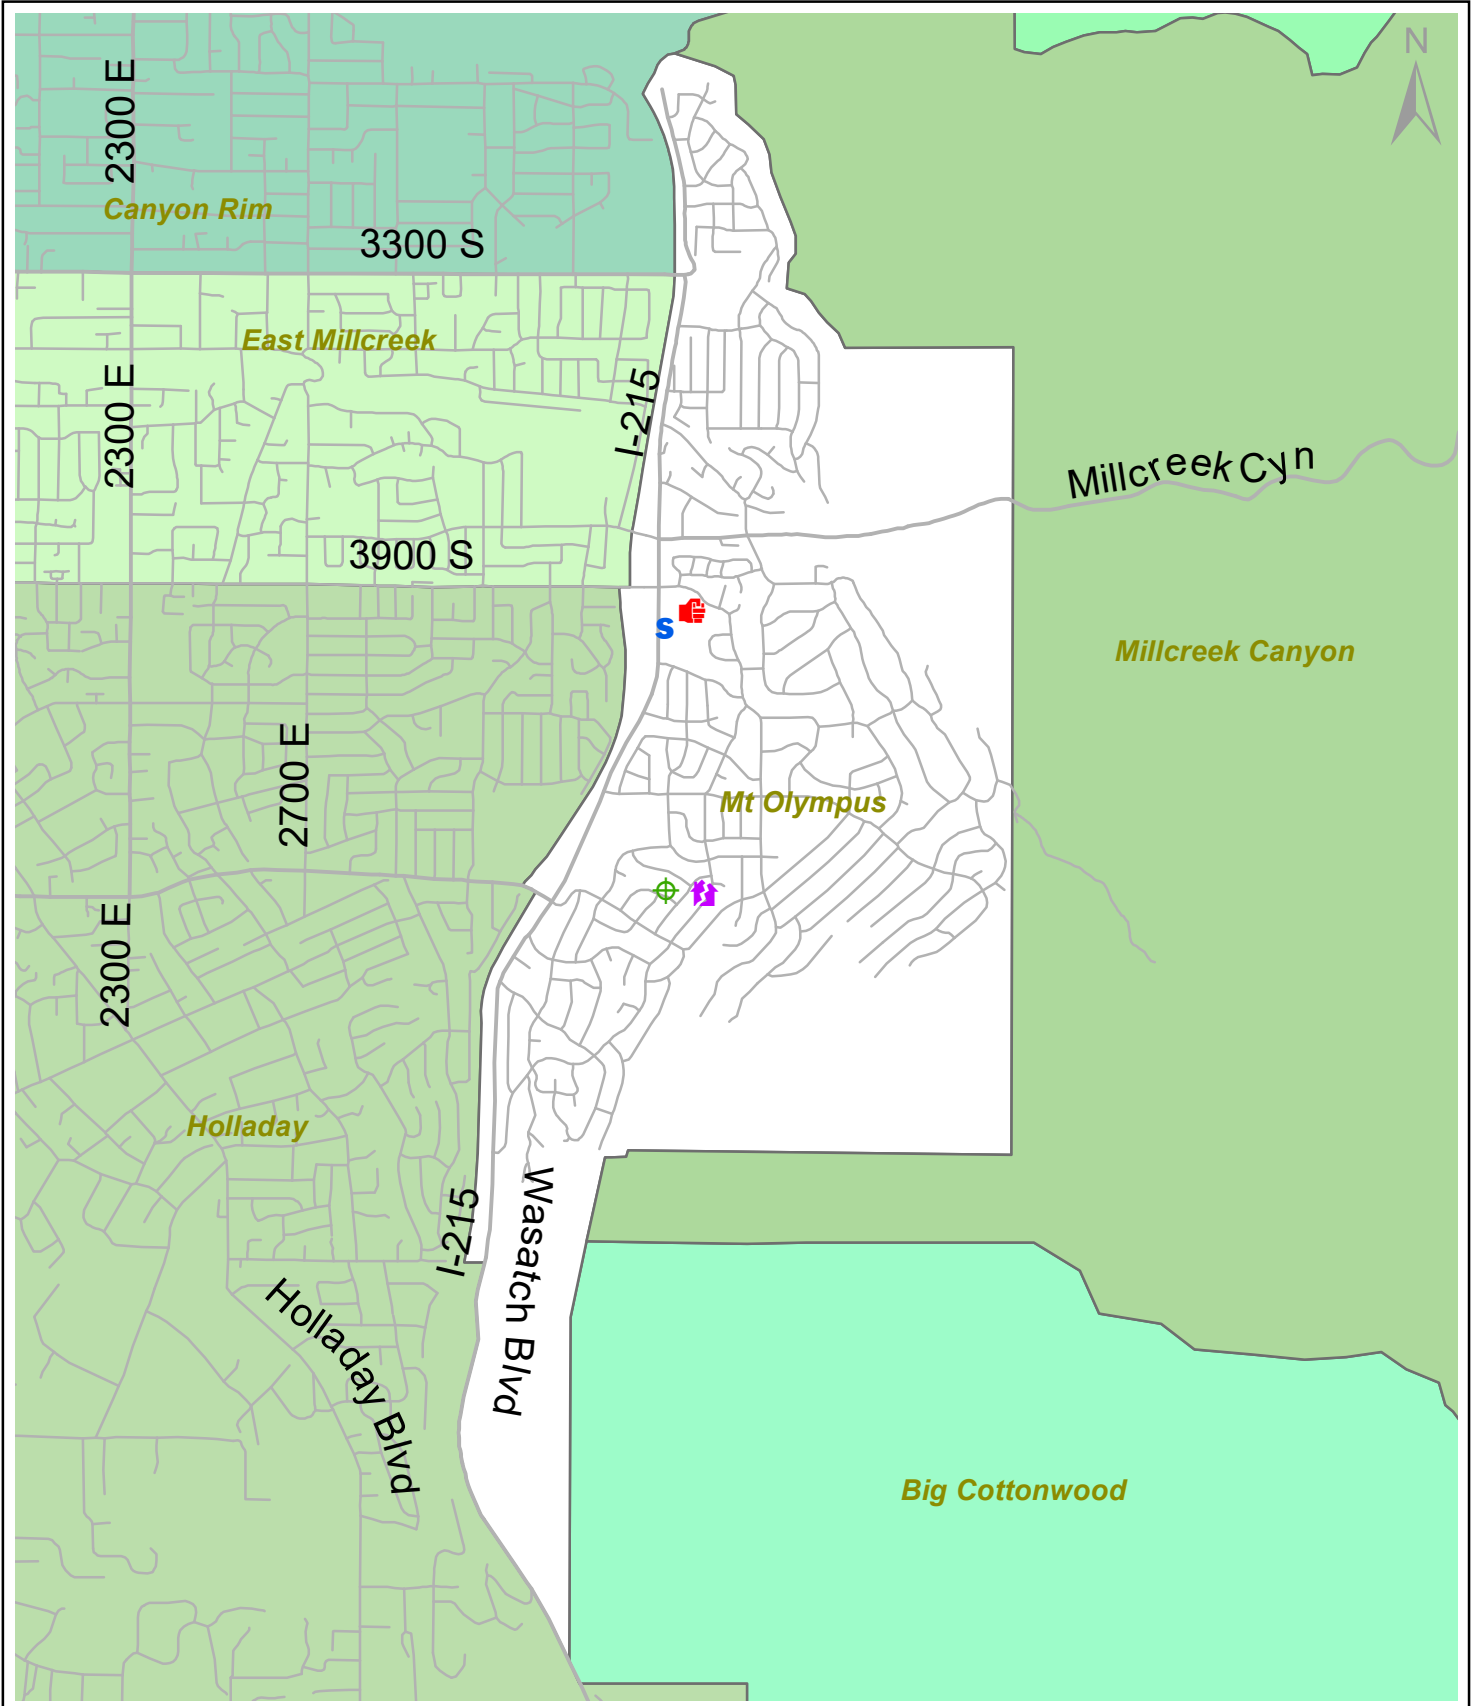 N
2300 E
Canyon Rim
3300 S
East Millcreek
2300 E
I-215
Millcreek Cyn
3900 S
S
Millcreek Canyon
2700 E
Mt Olympus
2300 E
Holladay
I-215
Wasatch Blvd
Holladay Blvd
Big Cottonwood